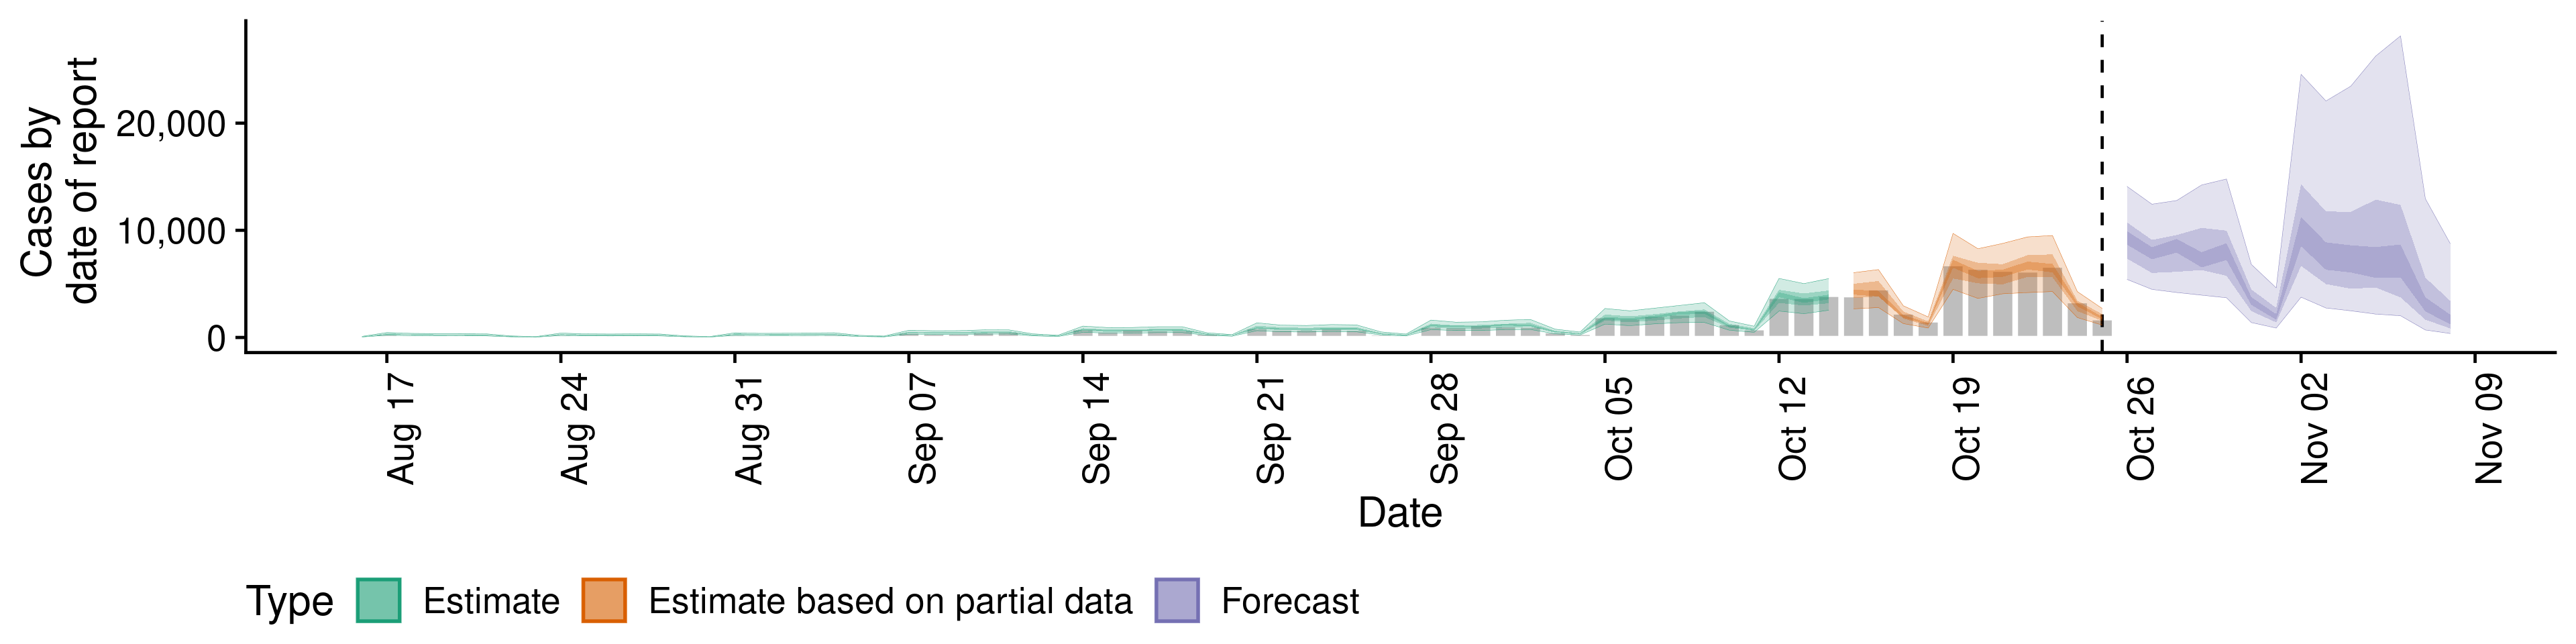 Cases by
date of report
20,000
10,000
0
Aug 17
Aug 24
Aug 31
Sep 07
Sep 14
Sep 21
Sep 28
Oct 05
Oct 12
Oct 19
Oct 26
Nov 02
Nov 09
Date
Type Estimate Estimate based on partial data Forecast